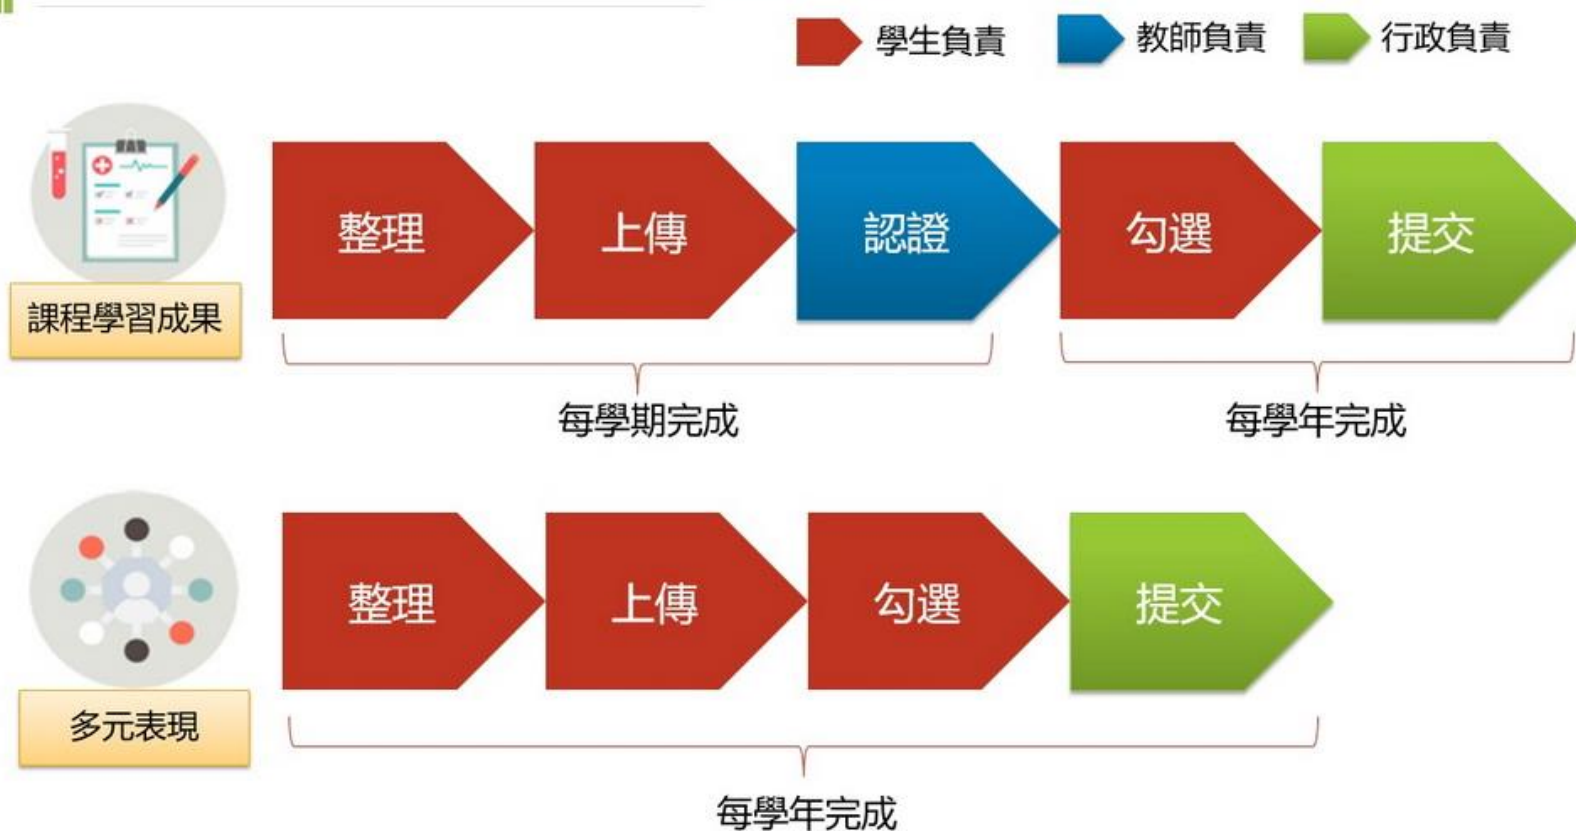 學生負責
教師負責
行政負責
整理
上傳
認證
勾選
提交
課程學習成果
每學期完成
每學年完成
整理
上傳
勾選
提交
多元表現
每學年完成